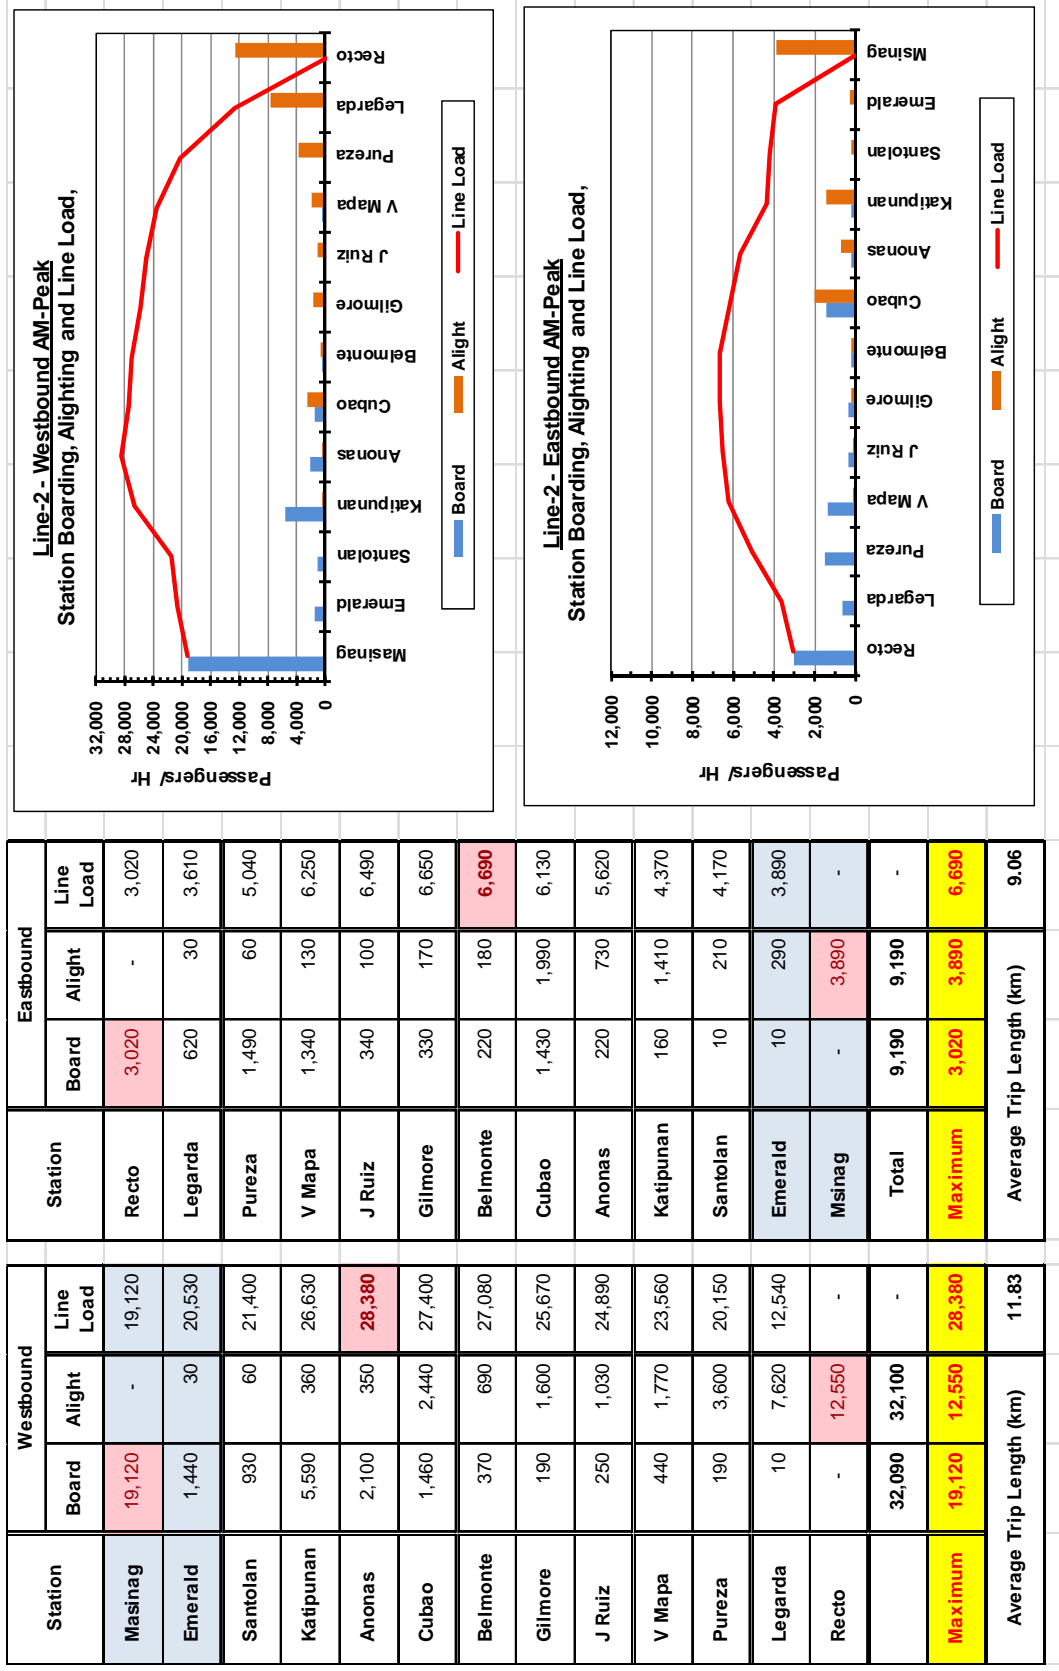 Westbound
Station Board Alight Line Load
Masinag 19,120 - 19,120
Emerald 1,440 30 20,530
Santolan 930 60 21,400
Katipunan 5,590 360 26,630
Anonas 2,100 350 28,380
Cubao 1,460 2,440 27,400
Belmonte 370 690 27,080
Gilmore 190 1,600 25,670
J Ruiz 250 1,030 24,890
V Mapa 440 1,770 23,560
Pureza 190 3,600 20,150
Legarda 10 7,620 12,540
Recto - 12,550 -
32,090 32,100 -
Maximum 19,120 12,550 28,380
Average Trip Length (km) 11.83
Eastbound
Station Board Alight Line Load
Recto 3,020 - 3,020
Legarda 620 30 3,610
Pureza 1,490 60 5,040
V Mapa 1,340 130 6,250
J Ruiz 340 100 6,490
Gilmore 330 170 6,650
Belmonte 220 180 6,690
Cubao 1,430 1,990 6,130
Anonas 220 730 5,620
Katipunan 160 1,410 4,370
Santolan 10 210 4,170
Emerald 10 290 3,890
Msinag - 3,890 -
Total 9,190 9,190 -
Maximum 3,020 3,890 6,690
Average Trip Length (km) 9.06
Line-2 - Westbound AM-Peak
Station Boarding, Alighting and Line Load,
Passengers/ Hr
32,000
28,000
24,000
20,000
16,000
12,000
8,000
4,000
0
Masinag
Emerald
Santolan
Katipunan
Anonas
Cubao
Belmonte
Gilmore
J Ruiz
V Mapa
Pureza
Legarda
Recto
Board Alight Line Load
Line-2 - Eastbound AM-Peak
Station Boarding, Alighting and Line Load,
Passengers/ Hr
12,000
10,000
8,000
6,000
4,000
2,000
0
Recto
Legarda
Pureza
V Mapa
J Ruiz
Gilmore
Belmonte
Cubao
Anonas
Katipunan
Santolan
Emerald
Msinag
Board Alight Line Load